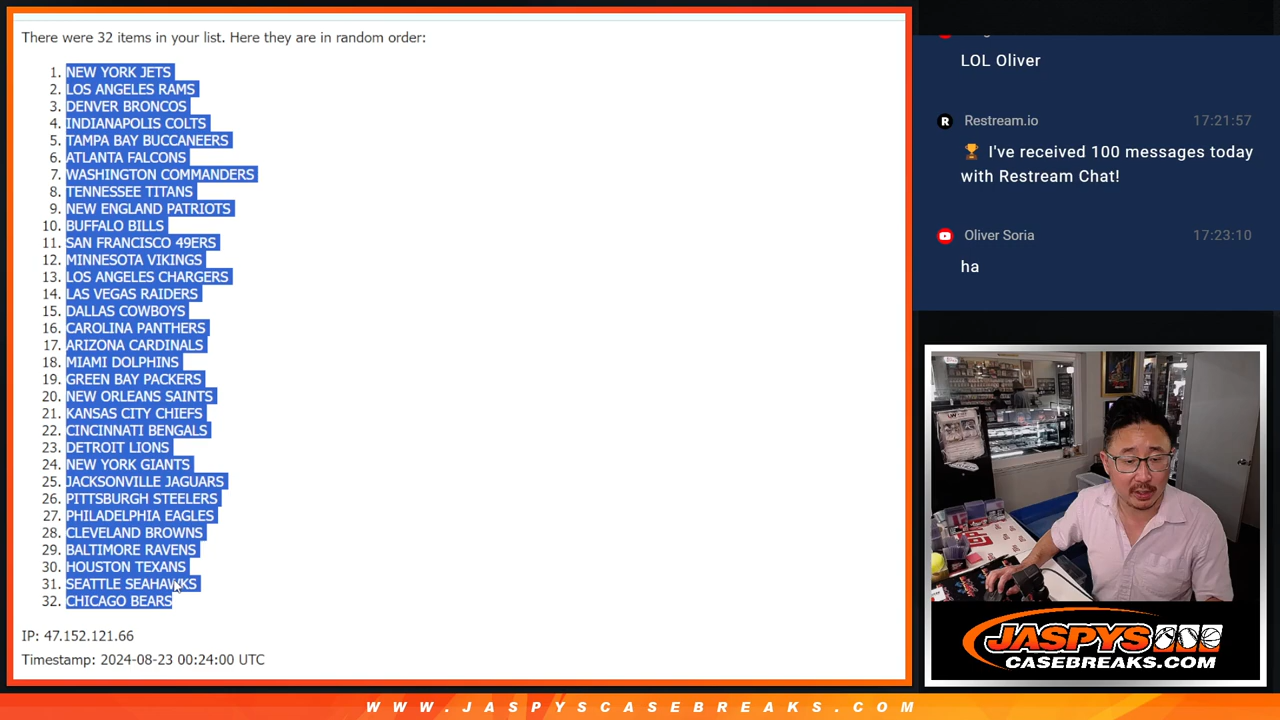 There were 32 items in your list. Here they are in random order:
1. NEW YORK JETS
2. LOS ANGELES RAMS
3. DENVER BRONCOS
4. INDIANAPOLIS COLTS
5. TAMPA BAY BUCCANEERS
6. ATLANTA FALCONS
7. WASHINGTON COMMANDERS
8. TENNESSEE TITANS
9. NEW ENGLAND PATRIOTS
10. BUFFALO BILLS
11. SAN FRANCISCO 49ERS
12. MINNESOTA VIKINGS
13. LOS ANGELES CHARGERS
14. LAS VEGAS RAIDERS
15. DALLAS COWBOYS
16. CAROLINA PANTHERS
17. ARIZONA CARDINALS
18. MIAMI DOLPHINS
19. GREEN BAY PACKERS
20. NEW ORLEANS SAINTS
21. KANSAS CITY CHIEFS
22. CINCINNATI BENGALS
23. DETROIT LIONS
24. NEW YORK GIANTS
25. JACKSONVILLE JAGUARS
26. PITTSBURGH STEELERS
27. PHILADELPHIA EAGLES
28. CLEVELAND BROWNS
29. BALTIMORE RAVENS
30. HOUSTON TEXANS
31. SEATTLE SEAHAWKS
32. CHICAGO BEARS
IP: 47.152.121.66
Timestamp: 2024-08-23 00:24:00 UTC
LOL Oliver
R Restream.io 17:21:57
🏆 I've received 100 messages today
with Restream Chat!
Oliver Soria 17:23:10
ha
JASPYS
CASEBREAKS.COM
WWW.JASPYSCASEBREAKS.COM